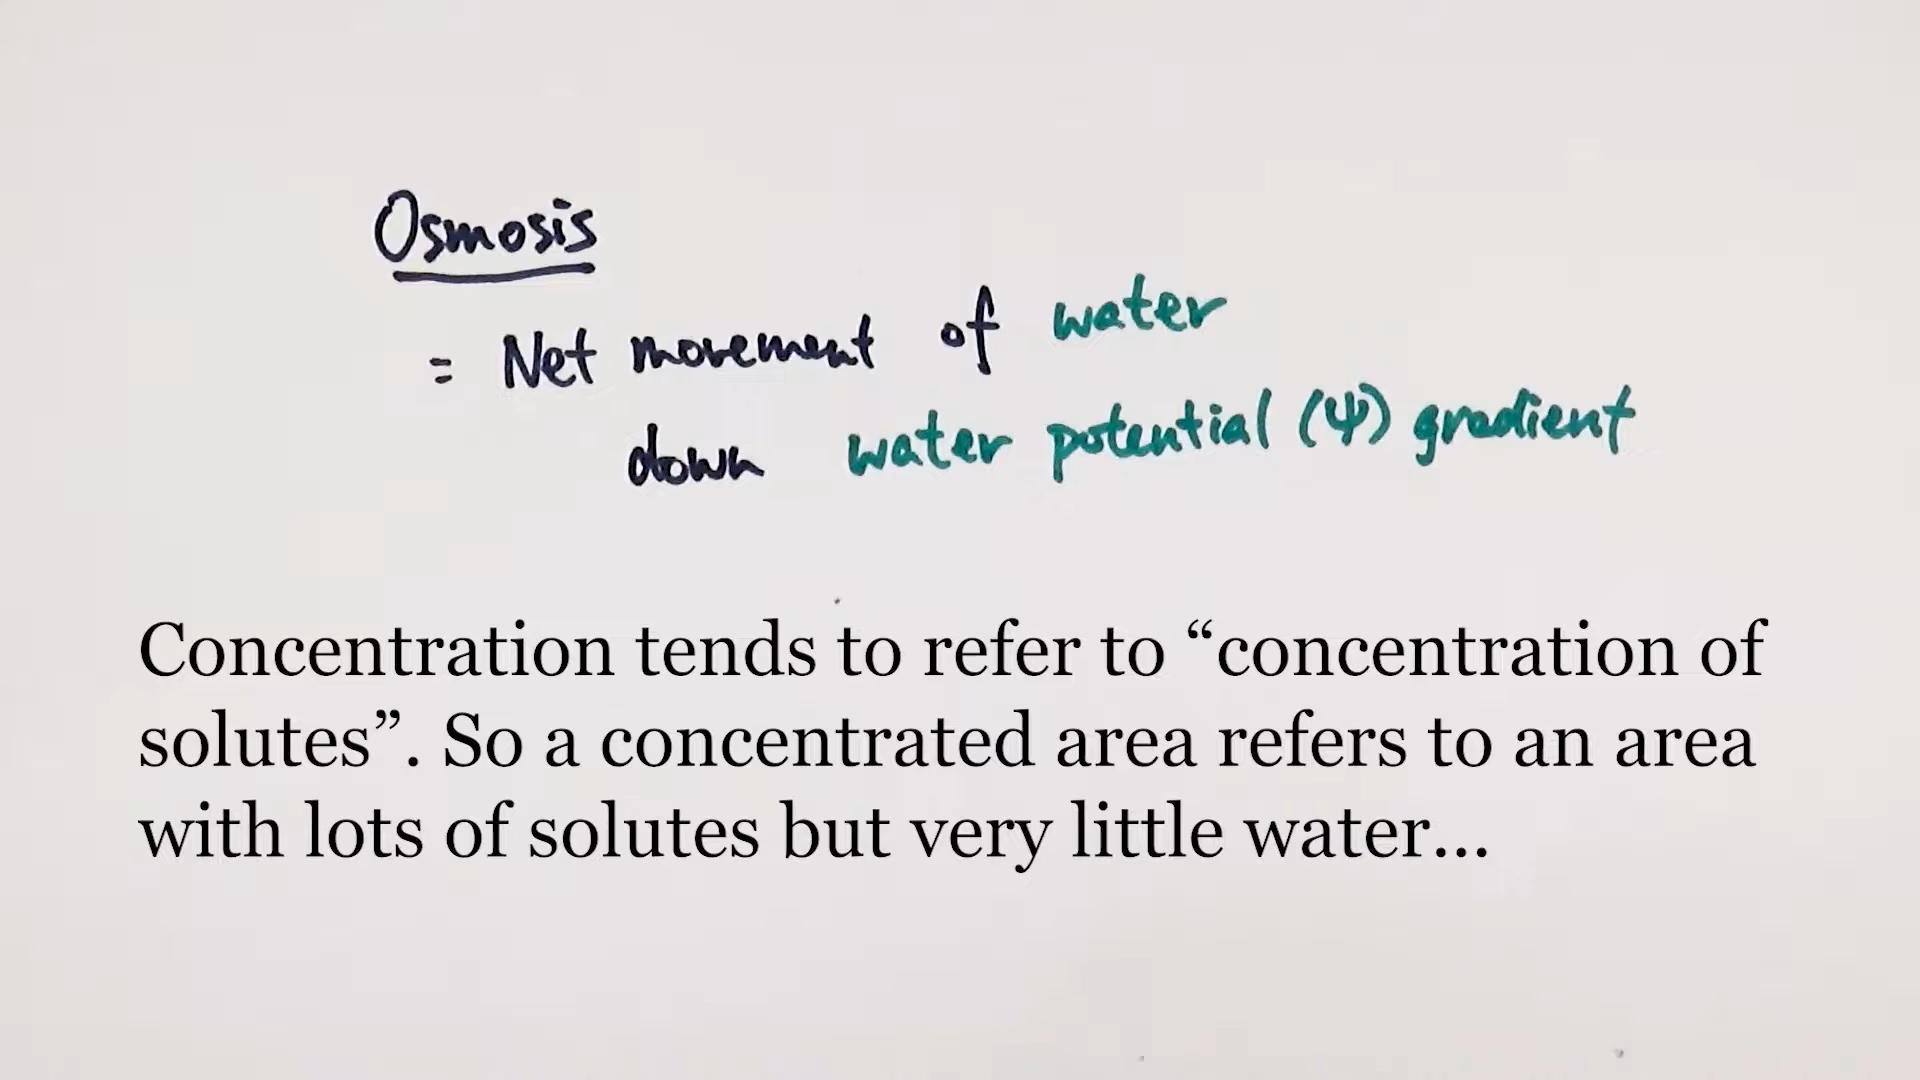 Osmosis
= Net movement of water
down water potential (Ψ) gradient
Concentration tends to refer to “concentration of
solutes”. So a concentrated area refers to an area
with lots of solutes but very little water...